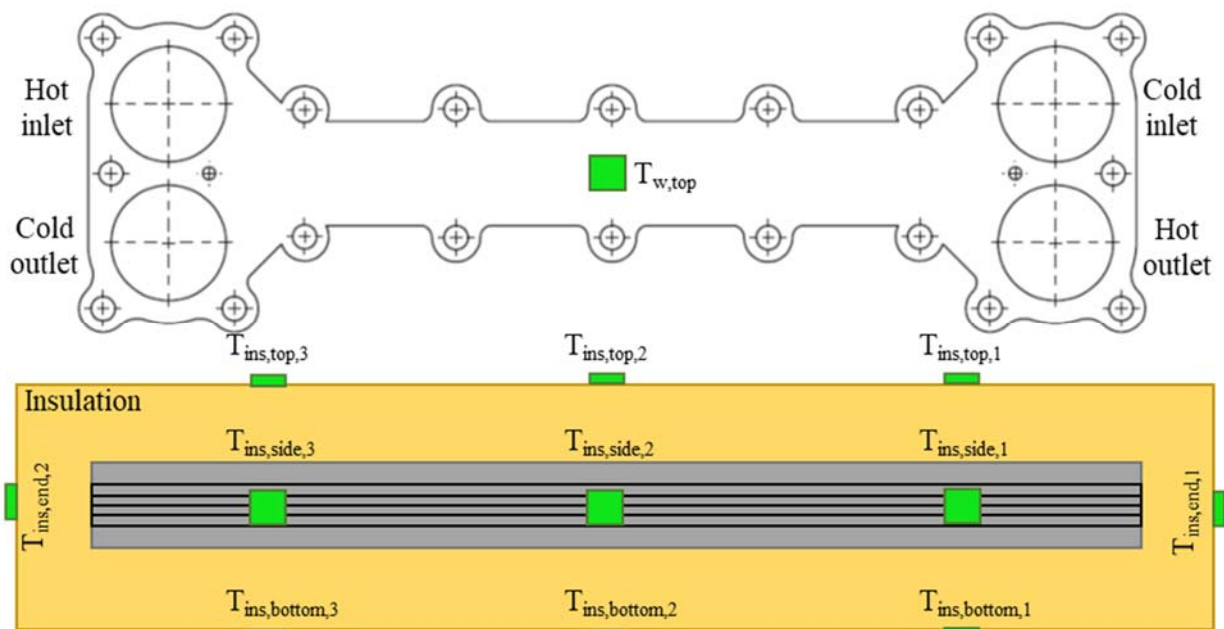 Hot
inlet
Cold
inlet
T_w,top
Cold
outlet
Hot
outlet
T_ins,top,3
T_ins,top,2
T_ins,top,1
Insulation
T_ins,side,3
T_ins,side,2
T_ins,side,1
T_ins,end,2
T_ins,end,1
T_ins,bottom,3
T_ins,bottom,2
T_ins,bottom,1